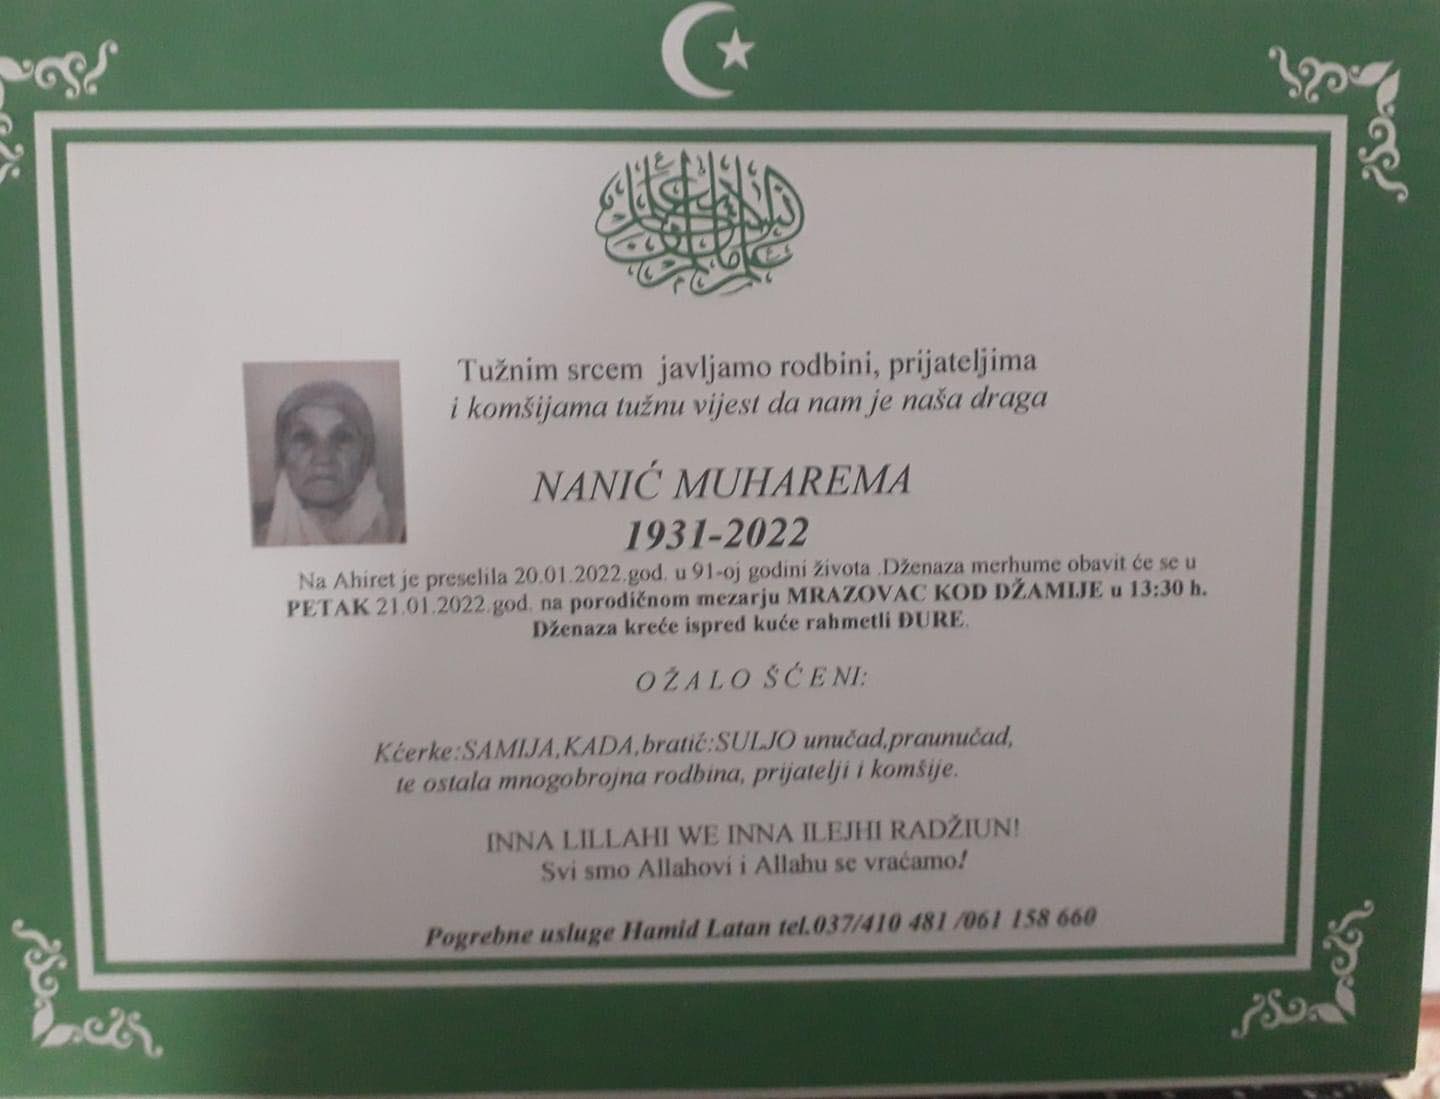 Tužnim srcem javljamo rodbini, prijateljima
i komšijama tužnu vijest da nam je naša draga
NANIĆ MUHAREMA
1931-2022
Na Ahiret je preselila 20.01.2022.god. u 91-oj godini života .Dženaza merhume obavit će se u
PETAK 21.01.2022.god. na porodičnom mezarju MRAZOVAC KOD DŽAMIJE u 13:30 h.
Dženaza kreće ispred kuće rahmetli ĐURE.
O Ž A L O Š Ć E NI:
Kćerke:SAMIJA,KADA,bratić:SULJO unučad,praunučad,
te ostala mnogobrojna rodbina, prijatelji i komšije.
INNA LILLAHI WE INNA ILEJHI RADŽIUN!
Svi smo Allahovi i Allahu se vraćamo!
Pogrebne usluge Hamid Latan tel.037/410 481 /061 158 660